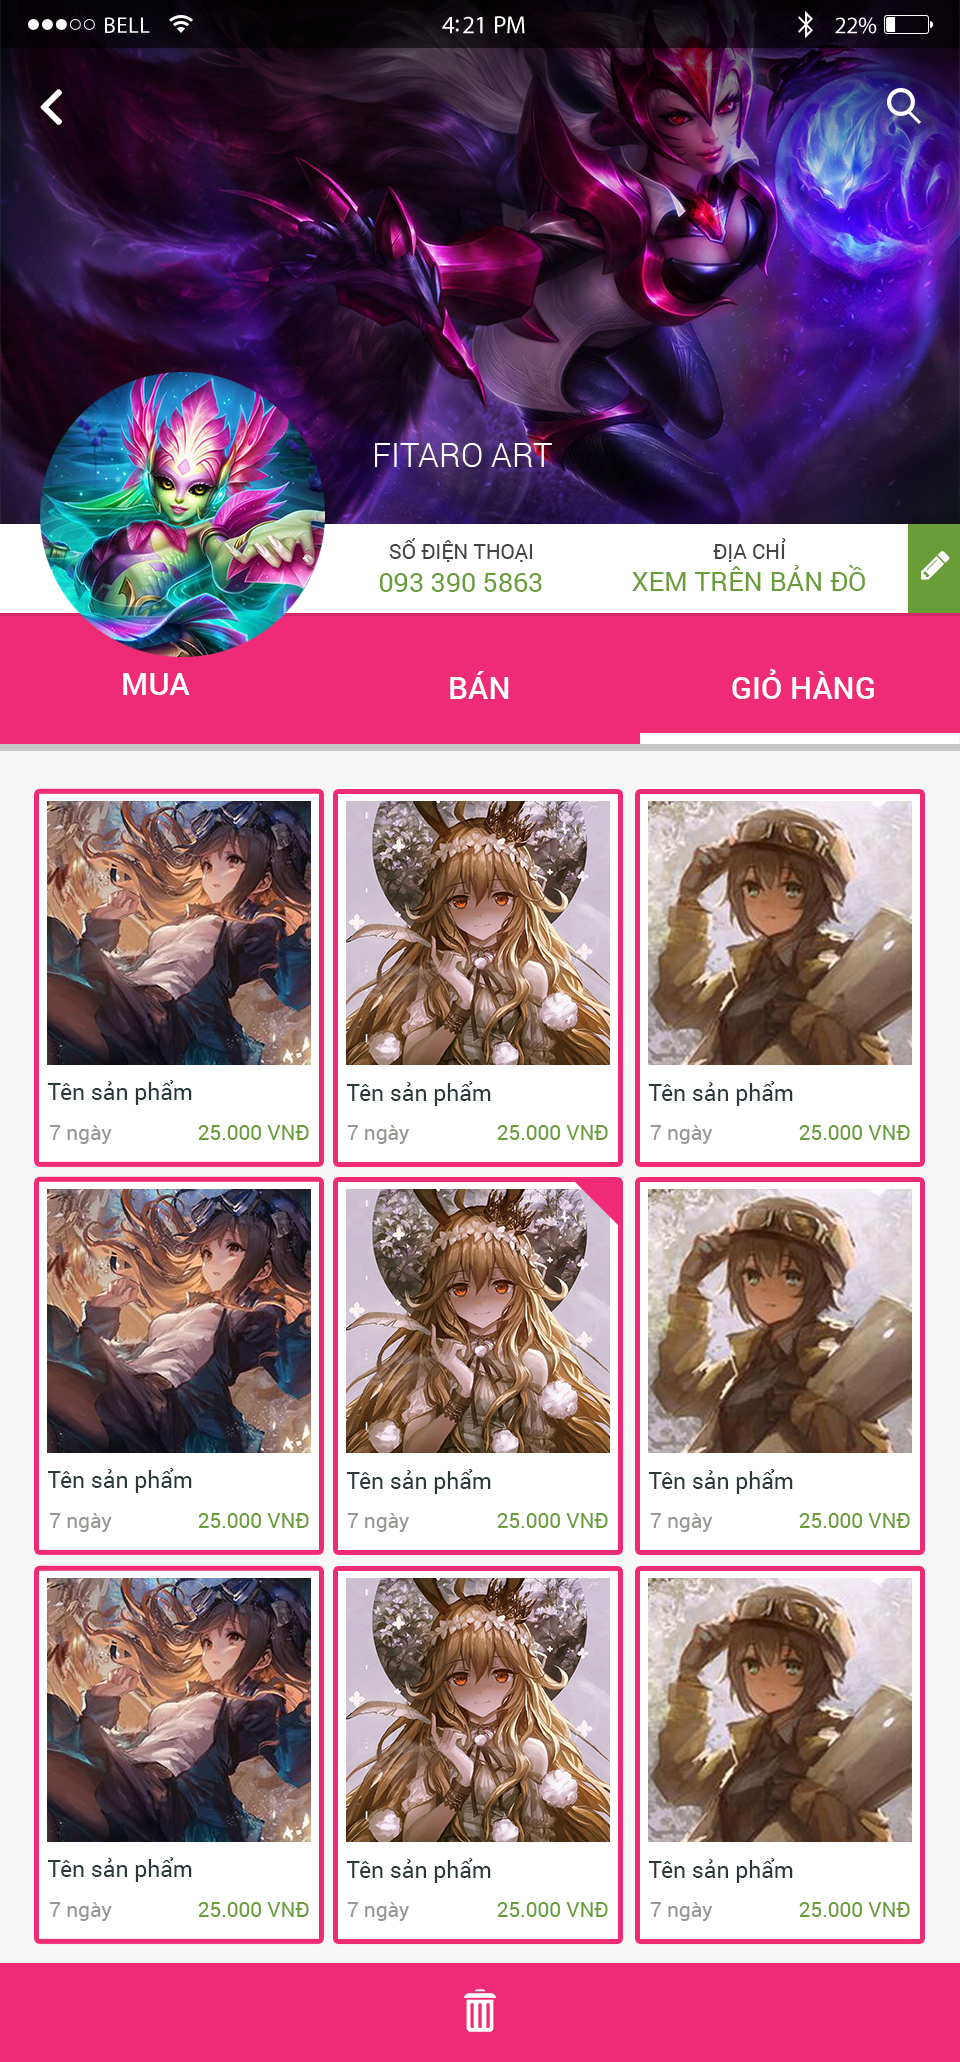 BELL 4:21 PM 22%
FITARO ART
SỐ ĐIỆN THOẠI ĐỊA CHỈ
093 390 5863 XEM TRÊN BẢN ĐỒ
MUA BÁN GIỎ HÀNG
Tên sản phẩm Tên sản phẩm Tên sản phẩm
7 ngày 25.000 VNĐ 7 ngày 25.000 VNĐ 7 ngày 25.000 VNĐ
Tên sản phẩm Tên sản phẩm Tên sản phẩm
7 ngày 25.000 VNĐ 7 ngày 25.000 VNĐ 7 ngày 25.000 VNĐ
Tên sản phẩm Tên sản phẩm Tên sản phẩm
7 ngày 25.000 VNĐ 7 ngày 25.000 VNĐ 7 ngày 25.000 VNĐ